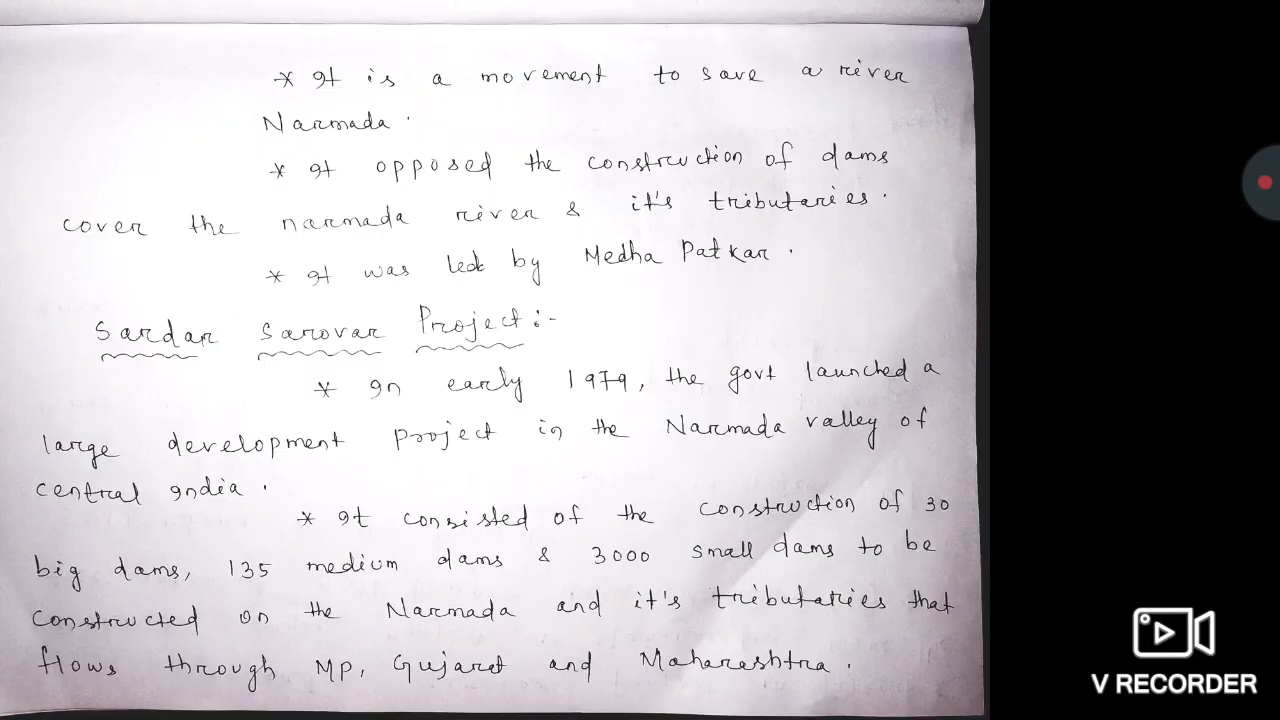 * It is a movement to save a river
Narmada.
* It opposed the construction of dams
cover the narmada river & it's tributaries.
* It was led by Medha Patkar.
Sardar Sarovar Project:-
* In early 1979, the govt launched a
large development project in the Narmada valley of
central India.
* It consisted of the construction of 30
big dams, 135 medium dams & 3000 small dams to be
constructed on the Narmada and it's tributaries that
flows through MP, Gujarat and Maharashtra.
V RECORDER